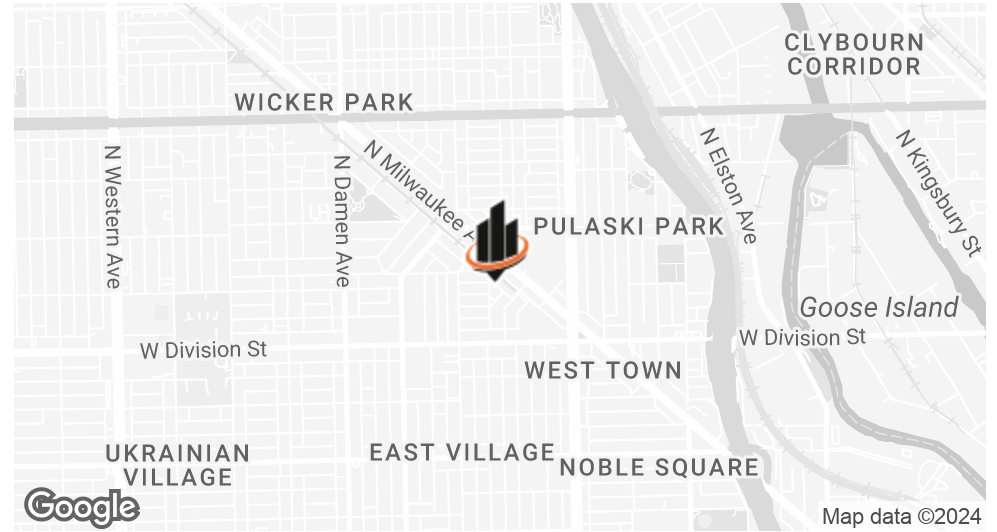 CLYBOURN
CORRIDOR
WICKER PARK
N Western Ave
N Damen Ave
N Milwaukee A
N Elston Ave
N Kingsbury St
PULASKI PARK
Goose Island
W Division St
W Division St
WEST TOWN
UKRAINIAN
VILLAGE
EAST VILLAGE
NOBLE SQUARE
Google
Map data ©2024